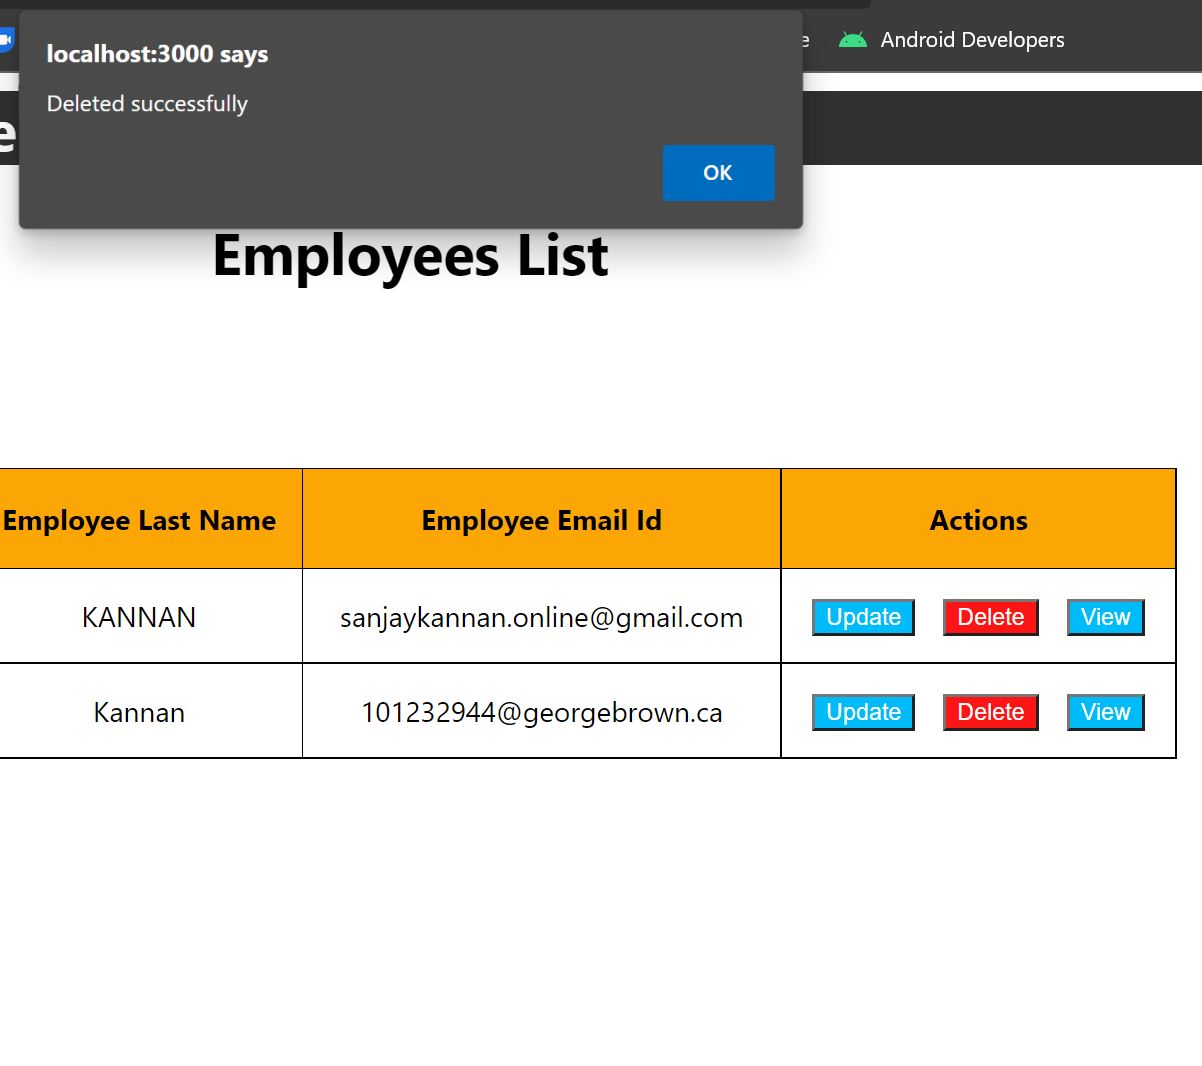 localhost:3000 says
Android Developers
Deleted successfully
OK
Employees List
Employee Last Name Employee Email Id Actions
KANNAN sanjaykannan.online@gmail.com Update Delete View
Kannan 101232944@georgebrown.ca Update Delete View